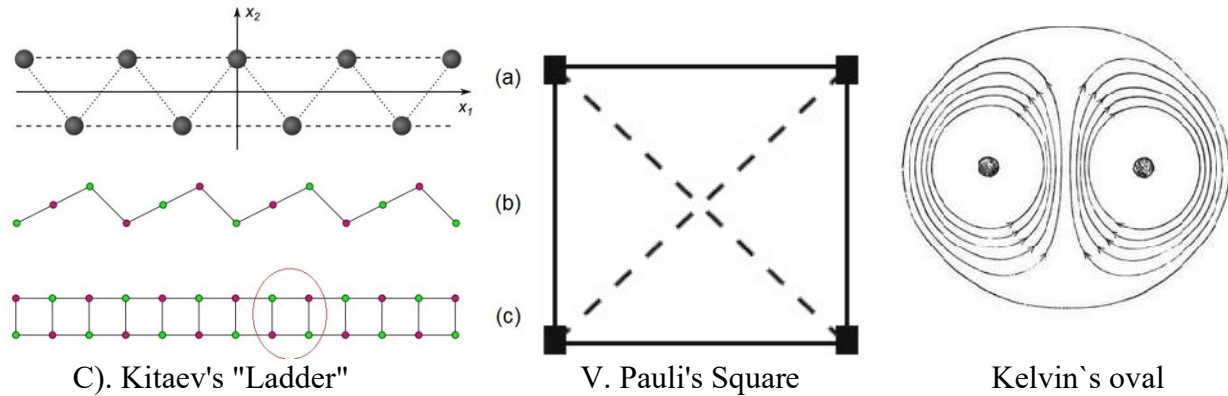 x₂
x₁
(a)
(b)
(c)
C). Kitaev's "Ladder"
V. Pauli's Square
Kelvin`s oval